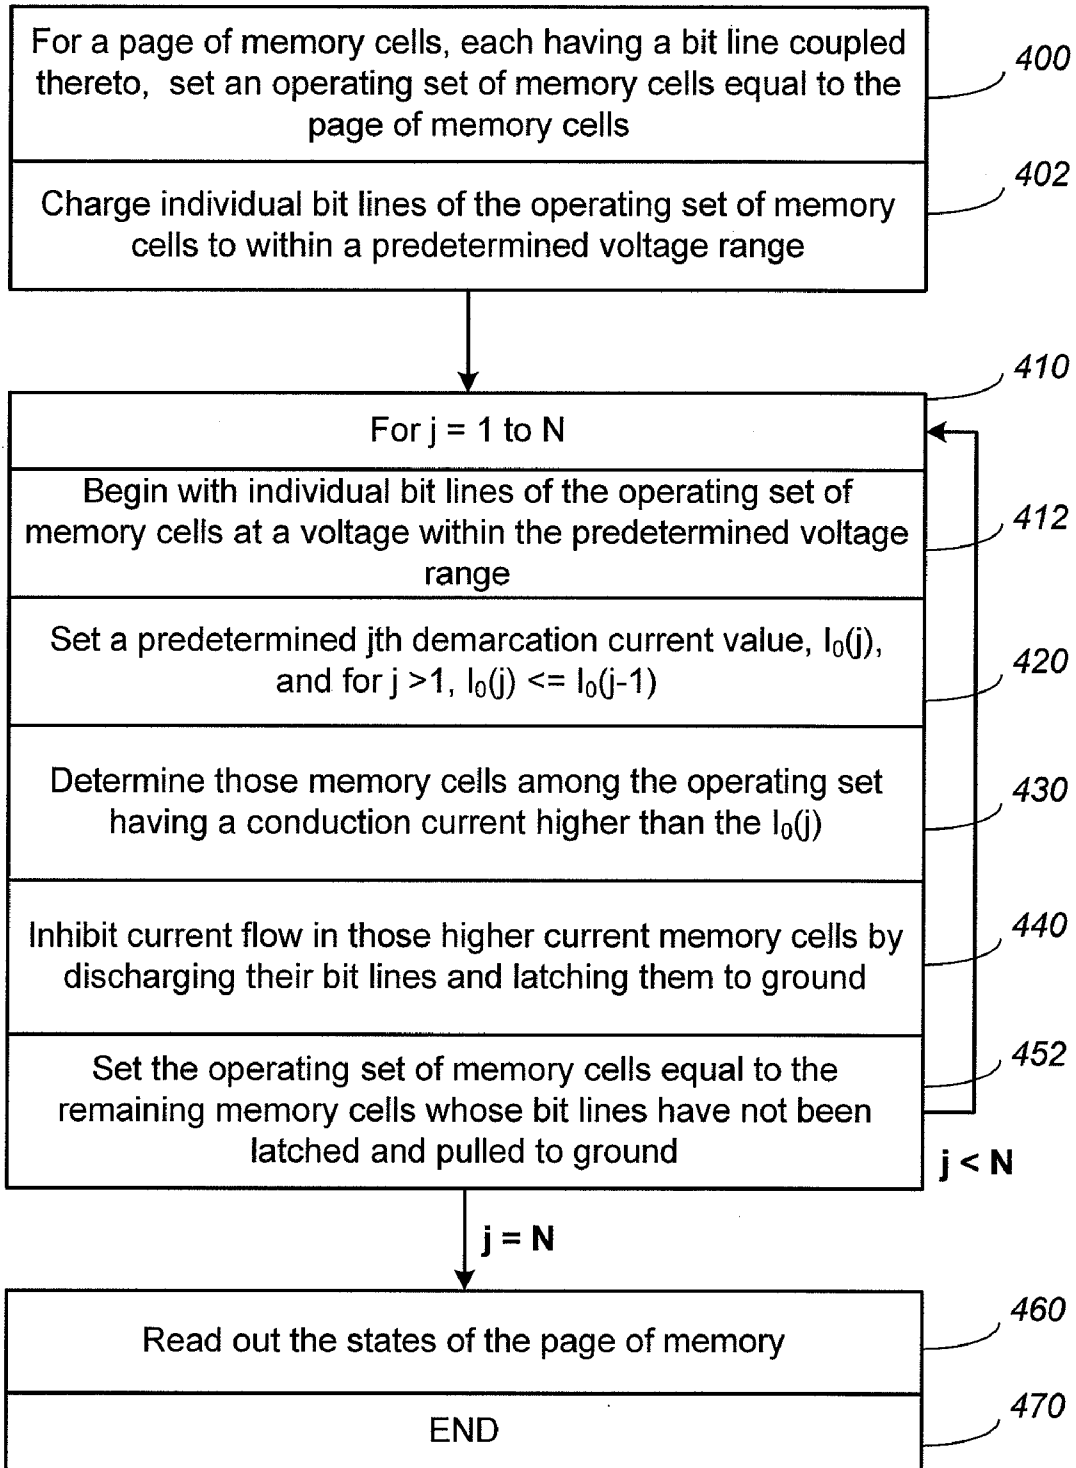 For a page of memory cells, each having a bit line coupled
thereto, set an operating set of memory cells equal to the
page of memory cells
400
Charge individual bit lines of the operating set of memory
cells to within a predetermined voltage range
402
410
For j = 1 to N
Begin with individual bit lines of the operating set of
memory cells at a voltage within the predetermined voltage
range
412
Set a predetermined jth demarcation current value, I₀(j),
and for j >1, I₀(j) <= I₀(j-1)
420
Determine those memory cells among the operating set
having a conduction current higher than the I₀(j)
430
Inhibit current flow in those higher current memory cells by
discharging their bit lines and latching them to ground
440
Set the operating set of memory cells equal to the
remaining memory cells whose bit lines have not been
latched and pulled to ground
452
j < N
j = N
Read out the states of the page of memory
460
END
470